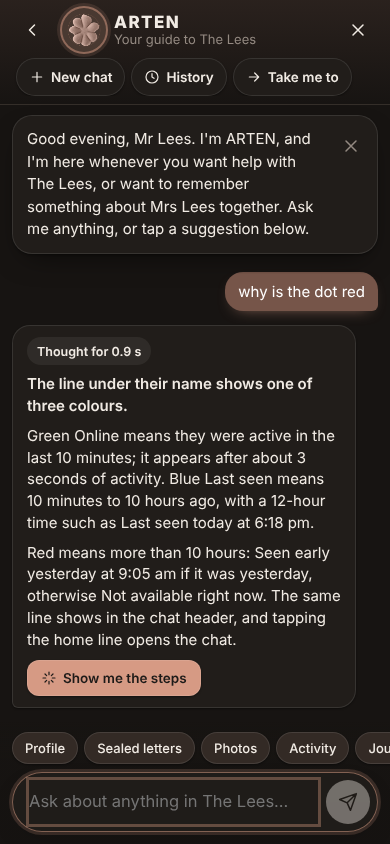 ARTEN
Your guide to The Lees
New chat
History
Take me to
Good evening, Mr Lees. I'm ARTEN, and
I'm here whenever you want help with
The Lees, or want to remember
something about Mrs Lees together. Ask
me anything, or tap a suggestion below.
why is the dot red
Thought for 0.9 s
The line under their name shows one of
three colours.
Green Online means they were active in the
last 10 minutes; it appears after about 3
seconds of activity. Blue Last seen means
10 minutes to 10 hours ago, with a 12-hour
time such as Last seen today at 6:18 pm.
Red means more than 10 hours: Seen early
yesterday at 9:05 am if it was yesterday,
otherwise Not available right now. The same
line shows in the chat header, and tapping
the home line opens the chat.
Show me the steps
Profile
Sealed letters
Photos
Activity
Jou
Ask about anything in The Lees...